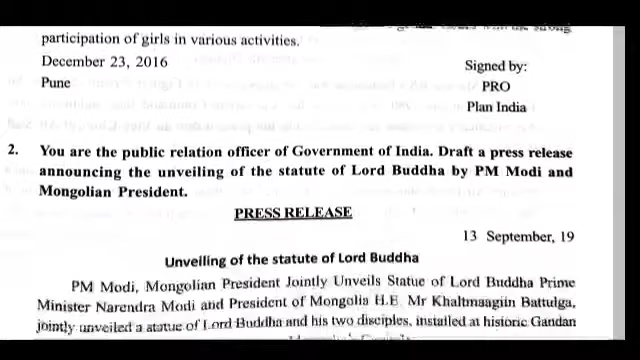 participation of girls in various activities.
December 23, 2016
Signed by:
Pune
PRO
Plan India
2. You are the public relation officer of Government of India. Draft a press release
announcing the unveiling of the statute of Lord Buddha by PM Modi and
Mongolian President.
PRESS RELEASE
13 September, 19
Unveiling of the statute of Lord Buddha
PM Modi, Mongolian President Jointly Unveils Statue of Lord Buddha Prime
Minister Narendra Modi and President of Mongolia H.E Mr Khaltmaagiin Battulga,
jointly unveiled a statue of Lord Buddha and his two disciples, installed at historic Gandan